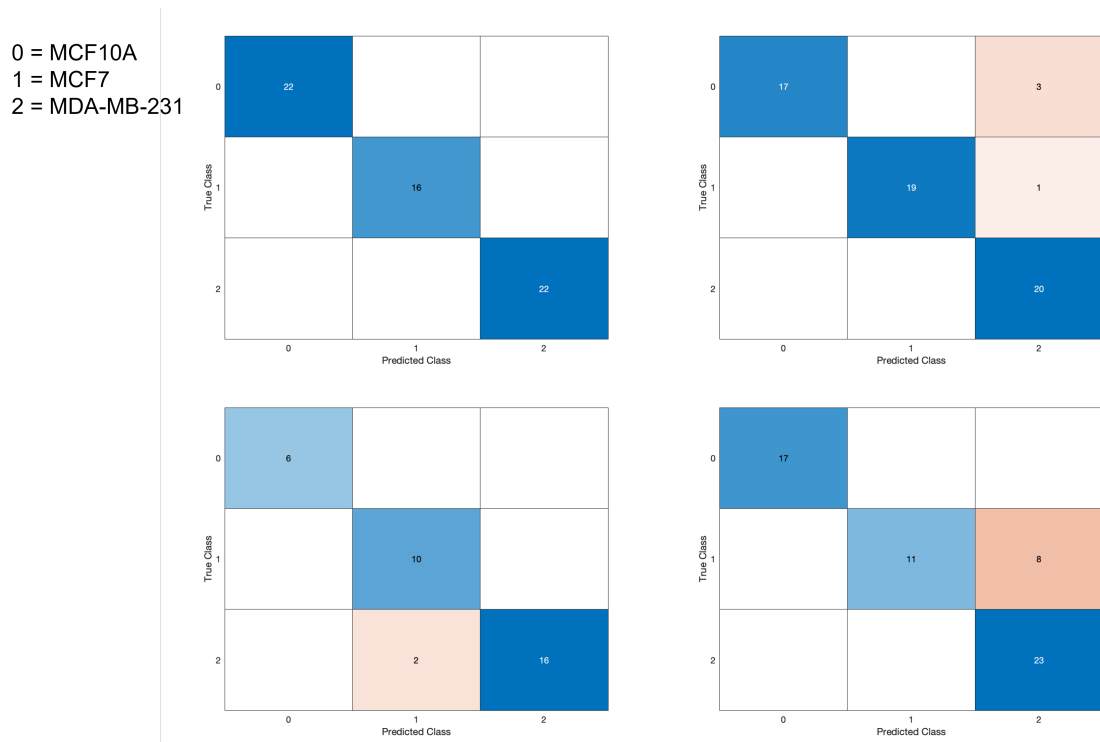 0 = MCF10A
1 = MCF7
2 = MDA-MB-231
True Class
0
22
1
16
2
22
0 1 2
Predicted Class
True Class
0
17 3
1
19 1
2
20
0 1 2
Predicted Class
True Class
0
6
1
10
2
2 16
0 1 2
Predicted Class
True Class
0
17
1
11 8
2
23
0 1 2
Predicted Class